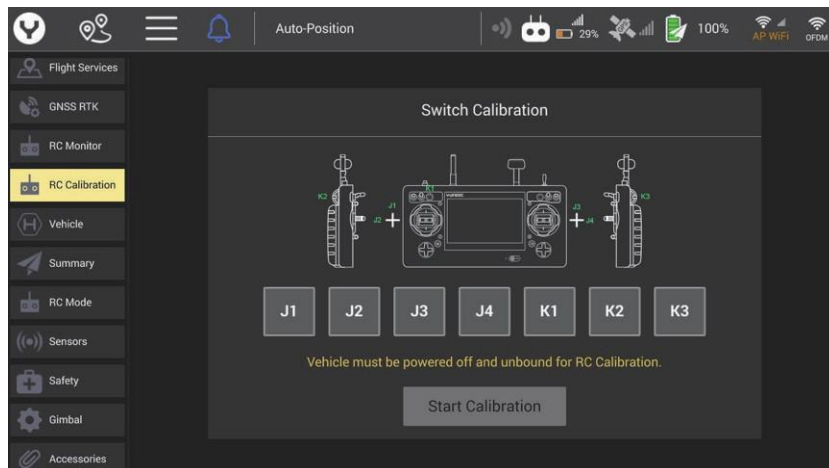 Auto-Position
29%
100%
AP WiFi
OFDM
Flight Services
GNSS RTK
RC Monitor
RC Calibration
Vehicle
Summary
RC Mode
Sensors
Safety
Gimbal
Accessories
Switch Calibration
K2
J1
J2
K1
YUNEEC
J3
J4
K3
J1 J2 J3 J4 K1 K2 K3
Vehicle must be powered off and unbound for RC Calibration.
Start Calibration